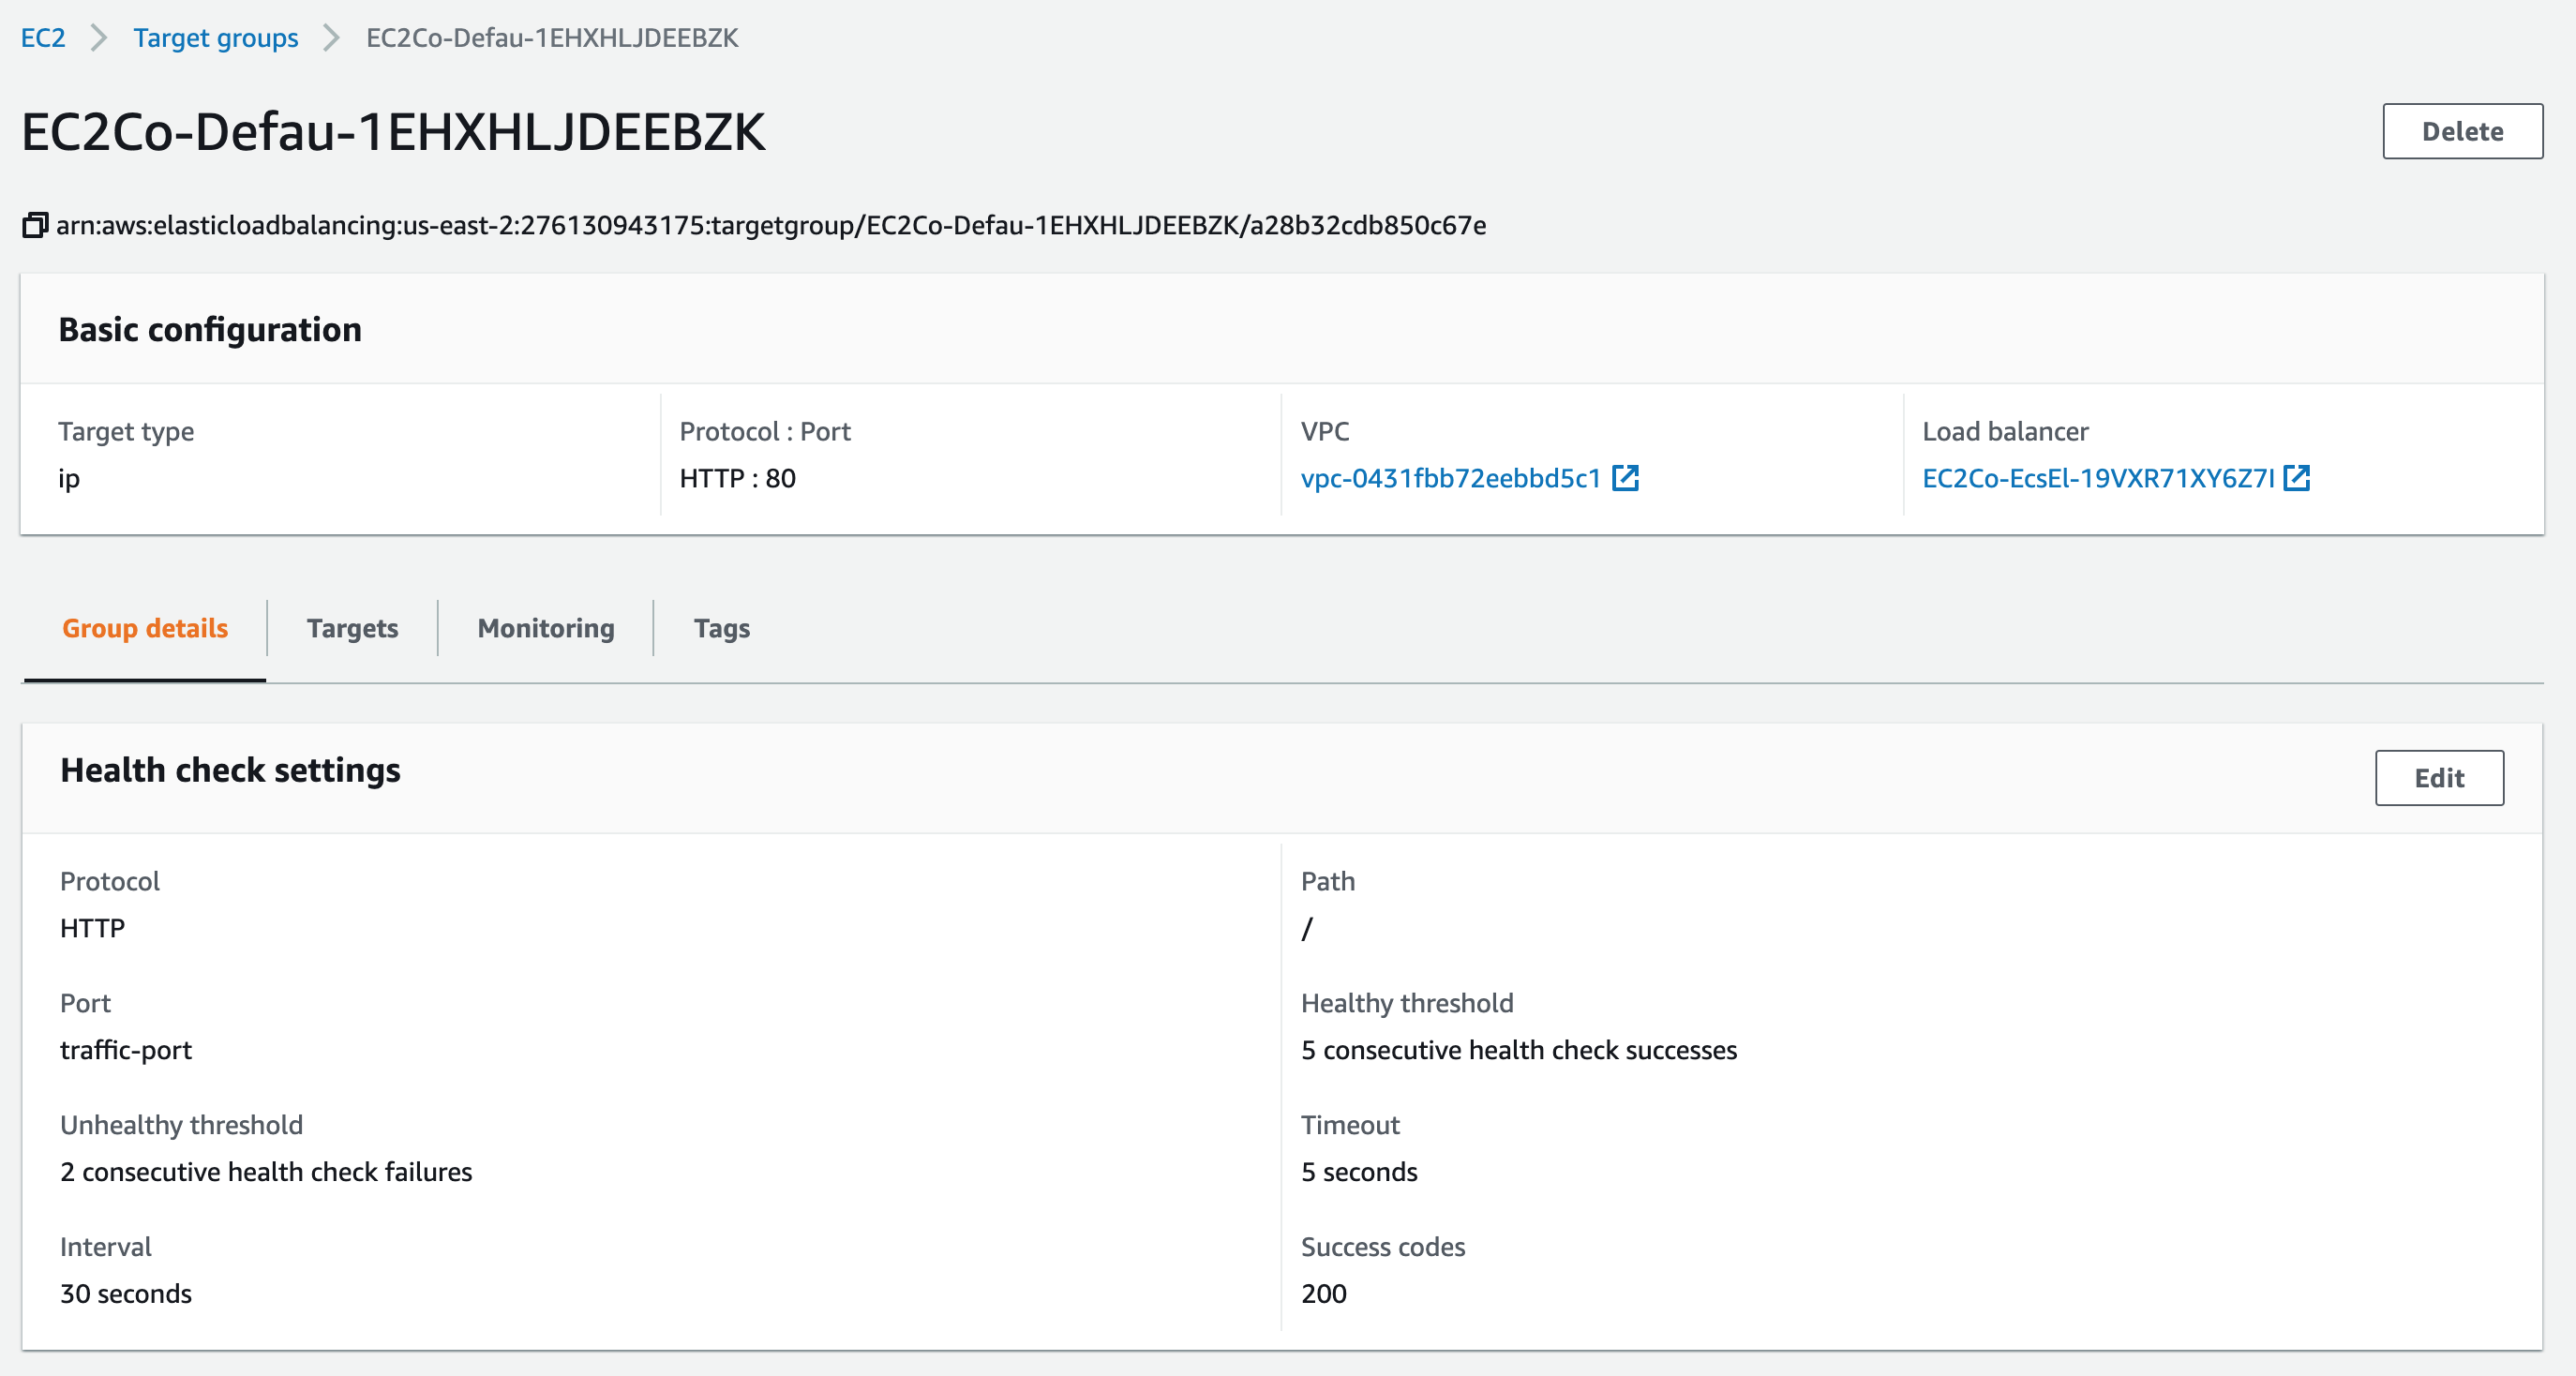 EC2 > Target groups > EC2Co-Defau-1EHXHLJDEEBZK
EC2Co-Defau-1EHXHLJDEEBZK
Delete
arn:aws:elasticloadbalancing:us-east-2:276130943175:targetgroup/EC2Co-Defau-1EHXHLJDEEBZK/a28b32cdb850c67e
Basic configuration
Target type
ip
Protocol : Port
HTTP : 80
VPC
vpc-0431fbb72eebbd5c1
Load balancer
EC2Co-EcsEl-19VXR71XY6Z7I
Group details
Targets
Monitoring
Tags
Health check settings
Edit
Protocol
HTTP
Path
/
Port
traffic-port
Healthy threshold
5 consecutive health check successes
Unhealthy threshold
2 consecutive health check failures
Timeout
5 seconds
Interval
30 seconds
Success codes
200